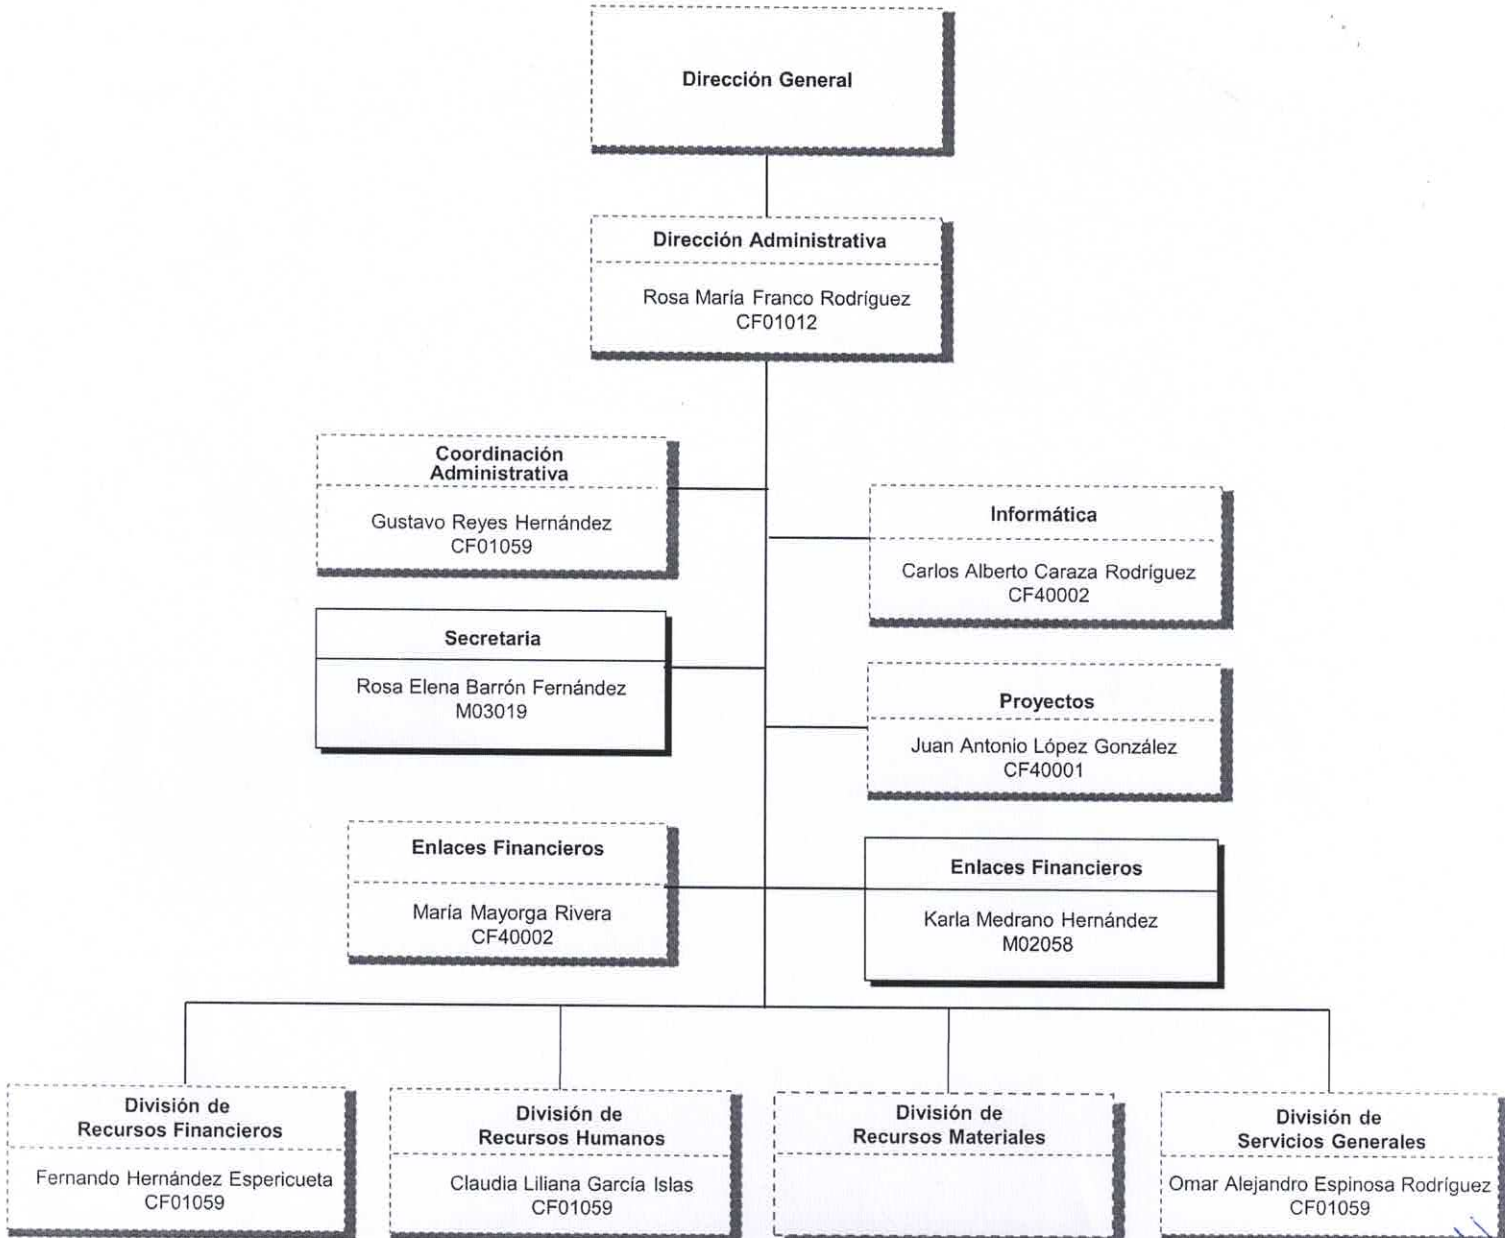 Dirección General
Dirección Administrativa
Rosa María Franco Rodríguez
CF01012
Coordinación
Administrativa
Gustavo Reyes Hernández
CF01059
Informática
Carlos Alberto Caraza Rodríguez
CF40002
Secretaria
Rosa Elena Barrón Fernández
M03019
Proyectos
Juan Antonio López González
CF40001
Enlaces Financieros
María Mayorga Rivera
CF40002
Enlaces Financieros
Karla Medrano Hernández
M02058
División de
Recursos Financieros
Fernando Hernández Espericueta
CF01059
División de
Recursos Humanos
Claudia Liliana García Islas
CF01059
División de
Recursos Materiales
División de
Servicios Generales
Omar Alejandro Espinosa Rodríguez
CF01059